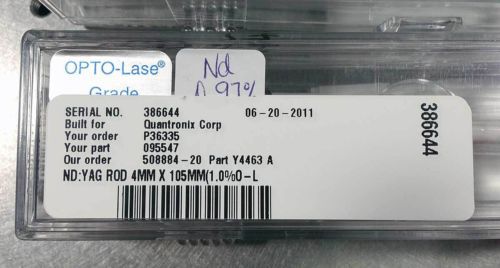 OPTO-Lase®
Grade
Nd
0.97%
SERIAL NO. 386644 06-20-2011
Built for Quantronix Corp
Your order P36335
Your part 095547
Our order 508884-20 Part Y4463 A
ND:YAG ROD 4MM X 105MM(1.0%O-L
386644